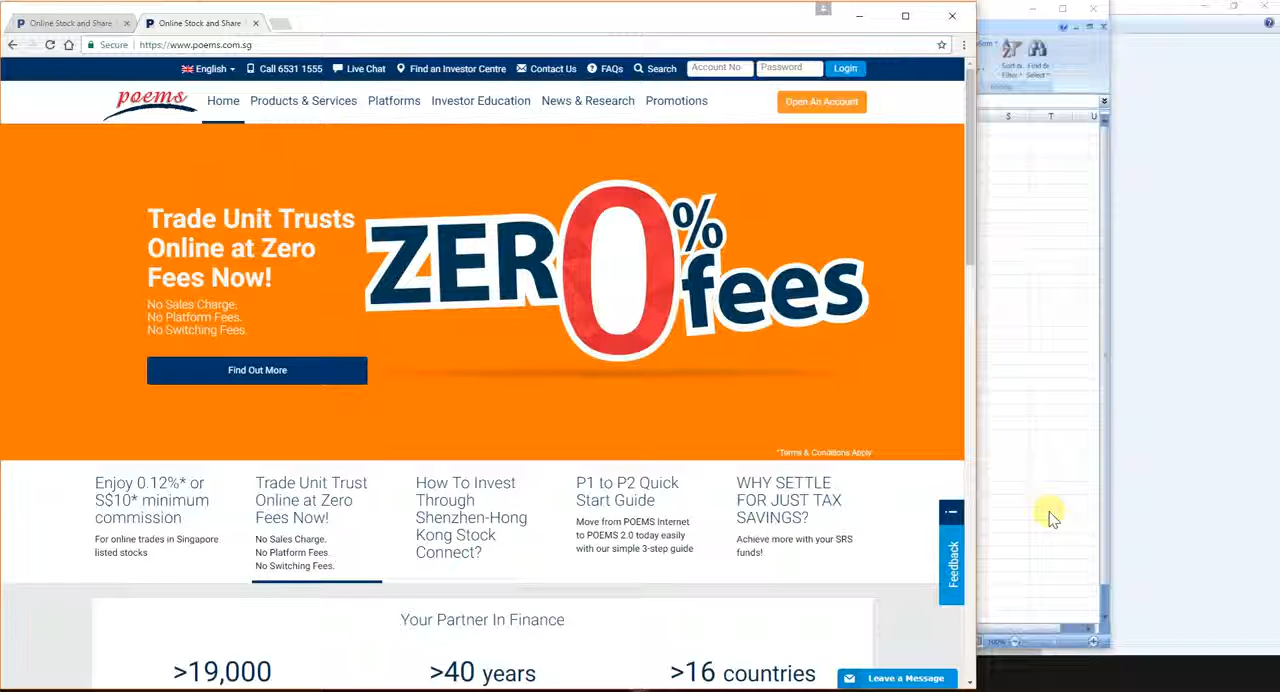 Online Stock and Share
Online Stock and Share
Secure
https://www.poems.com.sg
English
Call 6531 1555
Live Chat
Find an Investor Centre
Contact Us
FAQs
Search
Account No
Password
Login
poems
Home
Products & Services
Platforms
Investor Education
News & Research
Promotions
Open An Account
Trade Unit Trusts
Online at Zero
Fees Now!
No Sales Charge.
No Platform Fees.
No Switching Fees.
Find Out More
ZER0% fees
*Terms & Conditions Apply
Enjoy 0.12%* or
S$10* minimum
commission
For online trades in Singapore
listed stocks
Trade Unit Trust
Online at Zero
Fees Now!
No Sales Charge.
No Platform Fees.
No Switching Fees.
How To Invest
Through
Shenzhen-Hong
Kong Stock
Connect?
P1 to P2 Quick
Start Guide
Move from POEMS Internet
to POEMS 2.0 today easily
with our simple 3-step guide
WHY SETTLE
FOR JUST TAX
SAVINGS?
Achieve more with your SRS
funds!
Feedback
Your Partner In Finance
>19,000
>40 years
>16 countries
Leave a Message
Sort &
Filter
Find &
Select
Editing
S
T
U
100%